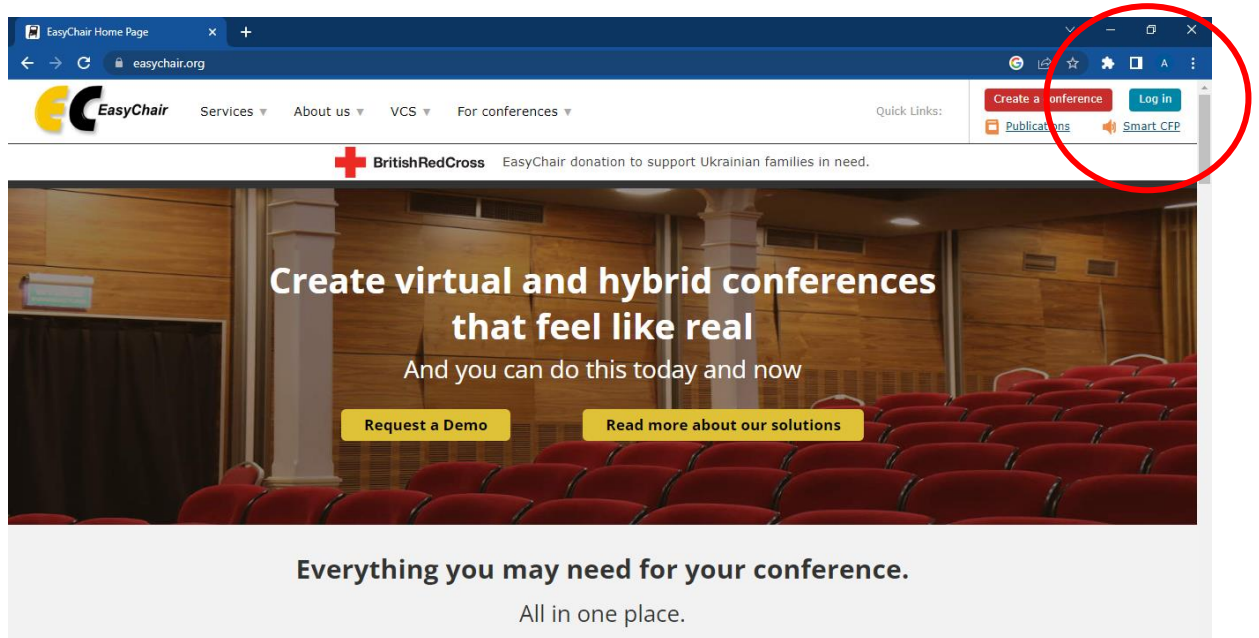 EasyChair Home Page
easychair.org
A
EC EasyChair
Services
About us
VCS
For conferences
Quick Links:
Create a conference
Log in
Publications
Smart CFP
BritishRedCross EasyChair donation to support Ukrainian families in need.
Create virtual and hybrid conferences
that feel like real
And you can do this today and now
Request a Demo
Read more about our solutions
Everything you may need for your conference.
All in one place.